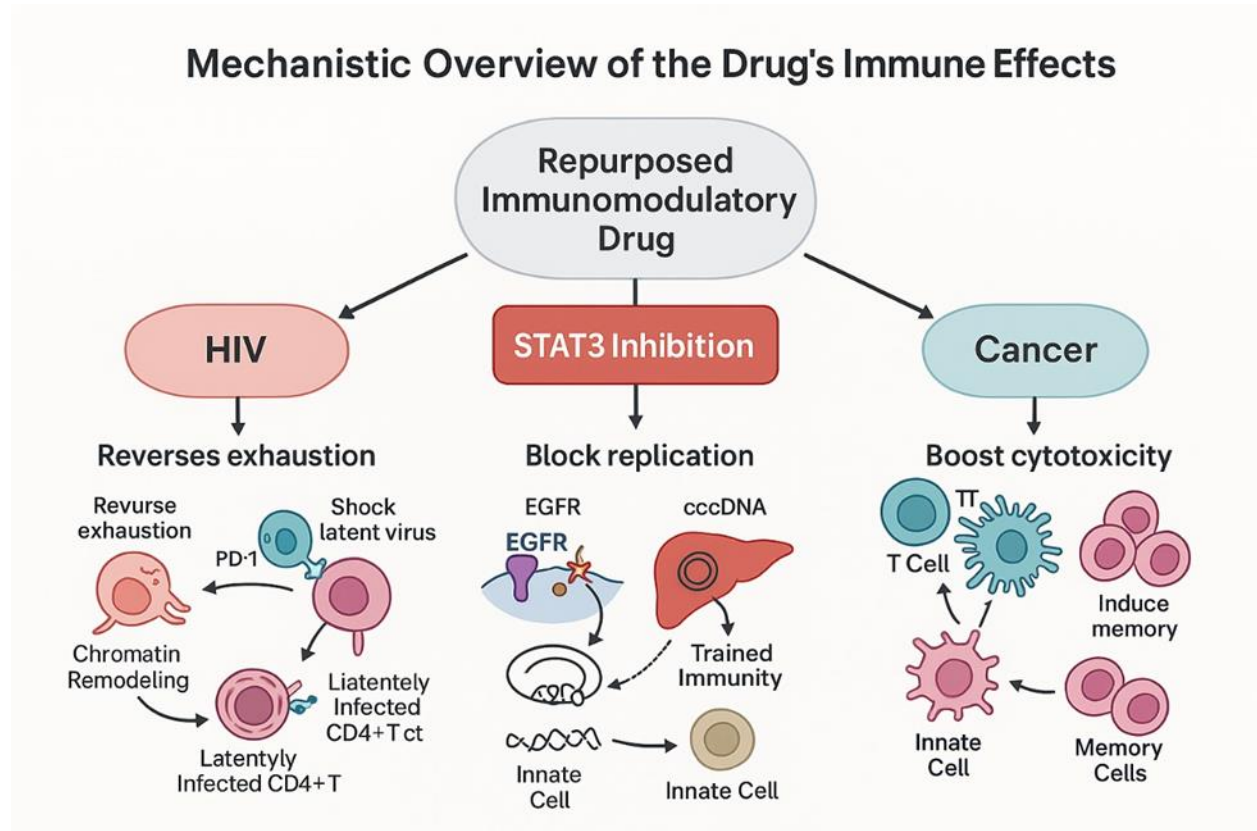 Mechanistic Overview of the Drug's Immune Effects
Repurposed
Immunomodulatory
Drug
HIV
STAT3 Inhibition
Cancer
Reverses exhaustion
Revurse
exhaustion
Shock
latent virus
PD-1
Chromatin
Remodeling
Liatentely
Infected
CD4+T ct
Latentyly
Infected CD4+T
Block replication
EGFR
cccDNA
EGFR
Trained
Immunity
Innate
Cell
Innate Cell
Boost cytotoxicity
TT
T Cell
Induce
memory
Innate
Cell
Memory
Cells